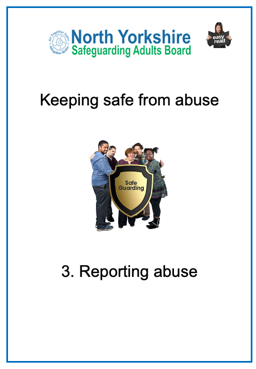 North Yorkshire
Safeguarding Adults Board
easy
read
Keeping safe from abuse
Safe
Guarding
3. Reporting abuse